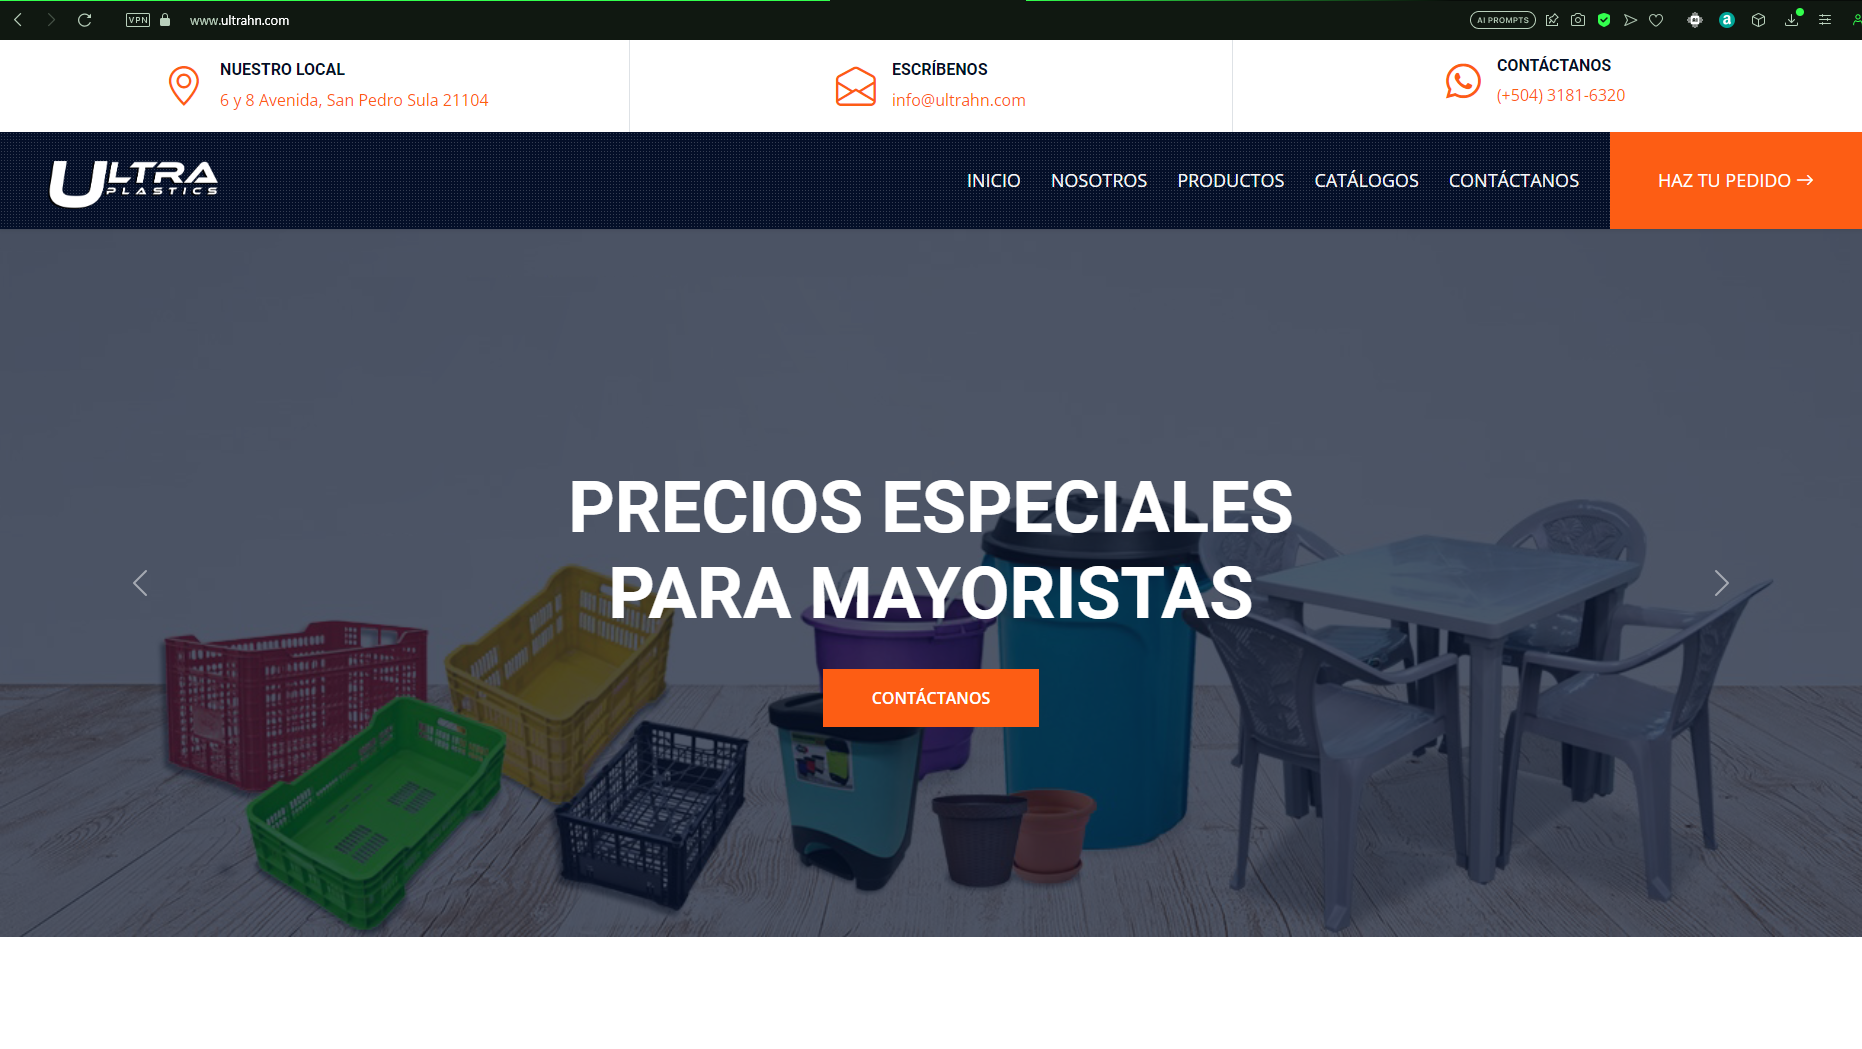 VPN
www.ultrahn.com
AI PROMPTS
NUESTRO LOCAL
6 y 8 Avenida, San Pedro Sula 21104
ESCRÍBENOS
info@ultrahn.com
CONTÁCTANOS
(+504) 3181-6320
ULTRA
PLASTICS
INICIO
NOSOTROS
PRODUCTOS
CATÁLOGOS
CONTÁCTANOS
HAZ TU PEDIDO →
PRECIOS ESPECIALES
PARA MAYORISTAS
CONTÁCTANOS